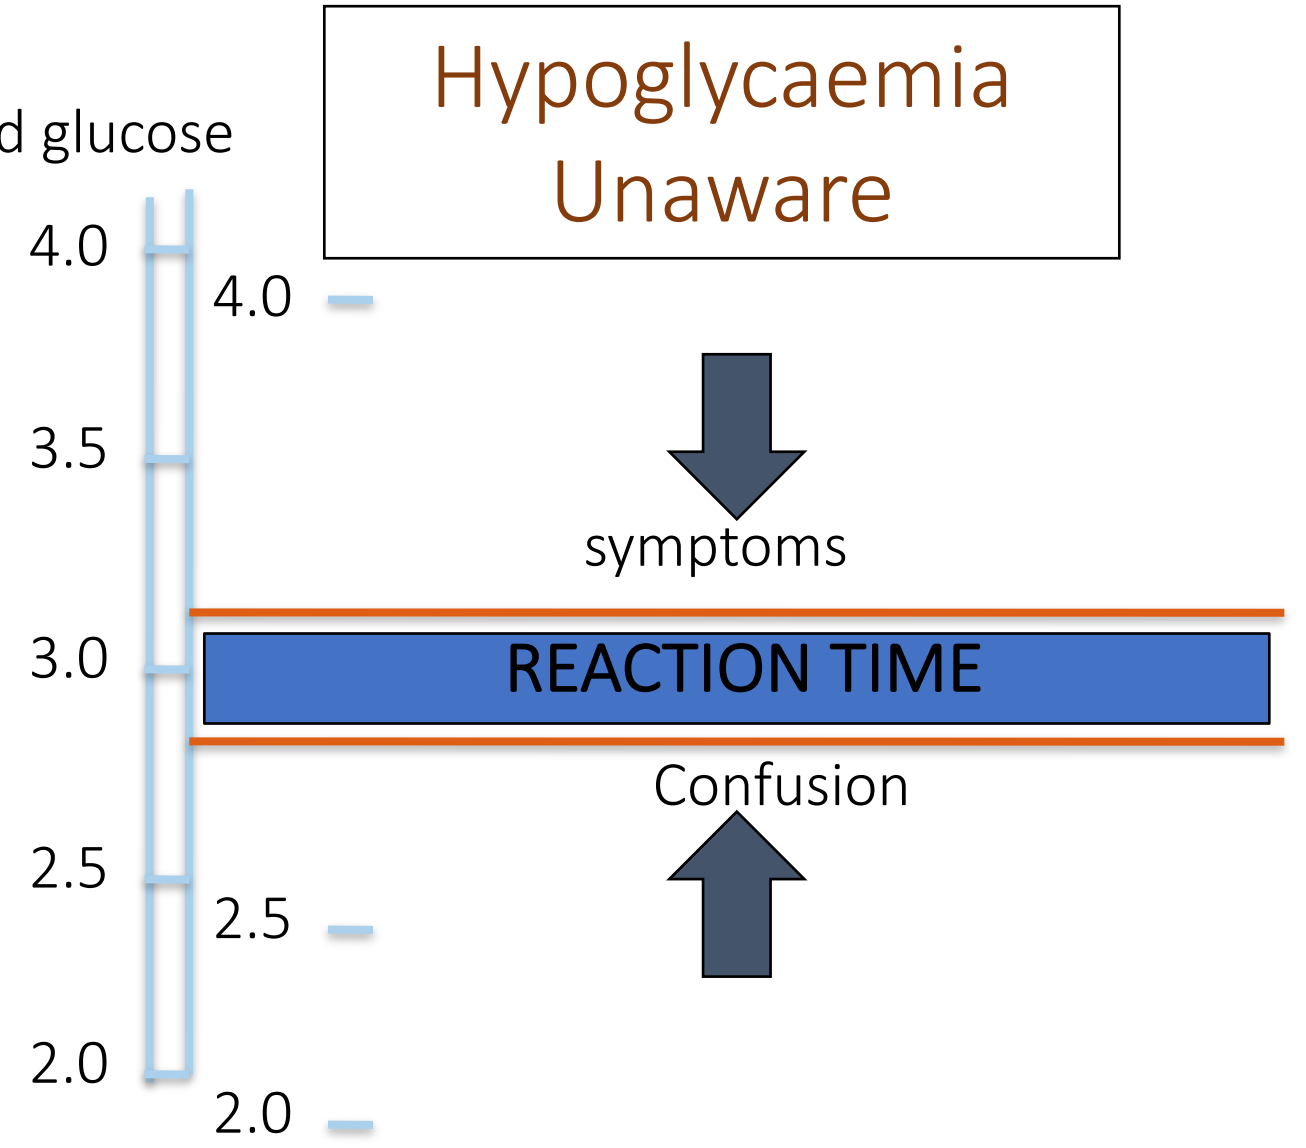 Hypoglycaemia
Unaware
d glucose
4.0
4.0
3.5
symptoms
3.0
REACTION TIME
Confusion
2.5
2.5
2.0
2.0